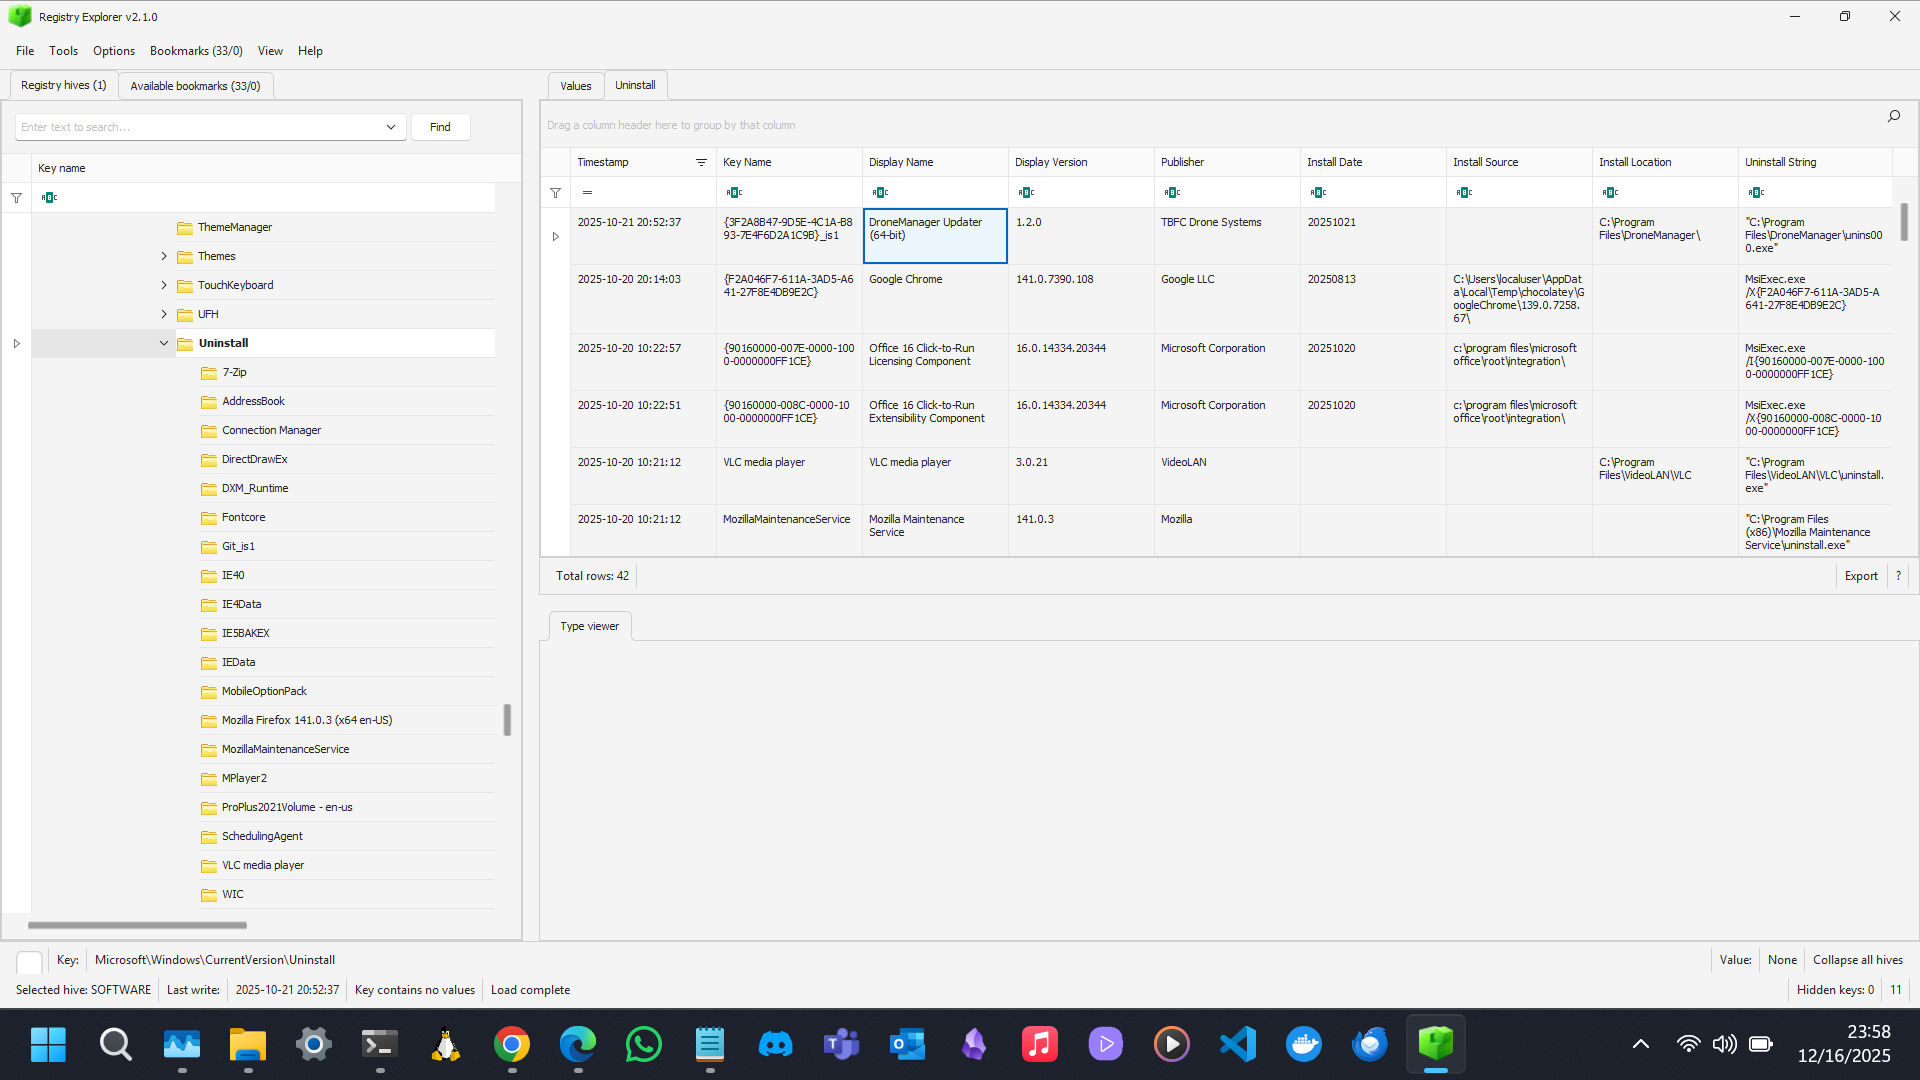 Registry Explorer v2.1.0
File Tools Options Bookmarks (33/0) View Help
Registry hives (1) Available bookmarks (33/0)
Enter text to search... Find
Key name
ThemeManager
Themes
TouchKeyboard
UFH
Uninstall
7-Zip
AddressBook
Connection Manager
DirectDrawEx
DXM_Runtime
Fontcore
Git_is1
IE40
IE4Data
IE5BAKEX
IEData
MobileOptionPack
Mozilla Firefox 141.0.3 (x64 en-US)
MozillaMaintenanceService
MPlayer2
ProPlus2021Volume - en-us
SchedulingAgent
VLC media player
WIC
Values Uninstall
Drag a column header here to group by that column
Timestamp Key Name Display Name Display Version Publisher Install Date Install Source Install Location Uninstall String
2025-10-21 20:52:37 {3F2A8B47-9D5E-4C1A-B8 DroneManager Updater 1.2.0 TBFC Drone Systems 20251021 C:\Program "C:\Program
93-7E4F6D2A1C9B}_is1 (64-bit) Files\DroneManager\ Files\DroneManager\unins00
0.exe"
2025-10-20 20:14:03 {F2A046F7-611A-3AD5-A6 Google Chrome 141.0.7390.108 Google LLC 20250813 C:\Users\localuser\AppDat MsiExec.exe
41-27F8E4DB9E2C} a\Local\Temp\chocolatey\G /X{F2A046F7-611A-3AD5-A
oogleChrome\139.0.7258. 641-27F8E4DB9E2C}
67\
2025-10-20 10:22:57 {90160000-007E-0000-100 Office 16 Click-to-Run 16.0.14334.20344 Microsoft Corporation 20251020 c:\program files\microsoft MsiExec.exe
0-0000000FF1CE} Licensing Component office\root\integration\ /I{90160000-007E-0000-100
0-0000000FF1CE}
2025-10-20 10:22:51 {90160000-008C-0000-10 Office 16 Click-to-Run 16.0.14334.20344 Microsoft Corporation 20251020 c:\program files\microsoft MsiExec.exe
00-0000000FF1CE} Extensibility Component office\root\integration\ /X{90160000-008C-0000-10
00-0000000FF1CE}
2025-10-20 10:21:12 VLC media player VLC media player 3.0.21 VideoLAN C:\Program "C:\Program
Files\VideoLAN\VLC Files\VideoLAN\VLC\uninstall.
exe"
2025-10-20 10:21:12 MozillaMaintenanceService Mozilla Maintenance 141.0.3 Mozilla "C:\Program Files
Service (x86)\Mozilla Maintenance
Service\uninstall.exe"
Total rows: 42 Export ?
Type viewer
Key: Microsoft\Windows\CurrentVersion\Uninstall Value: None Collapse all hives
Selected hive: SOFTWARE Last write: 2025-10-21 20:52:37 Key contains no values Load complete Hidden keys: 0 11
23:58
12/16/2025